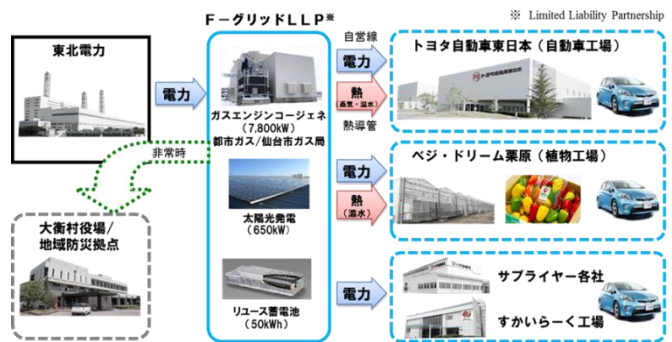 ※ Limited Liability Partnership
F－グリッドLLP※
東北電力
電力
非常時
大衡村役場/
地域防災拠点
ガスエンジンコージェネ
(7,800kW)
都市ガス/仙台市ガス局
太陽光発電
(650kW)
リユース蓄電池
(50kWh)
自営線
電力
熱
(蒸気・温水)
熱導管
トヨタ自動車東日本（自動車工場）
電力
熱
(温水)
ベジ・ドリーム栗原（植物工場）
電力
サプライヤー各社
すかいらーく工場